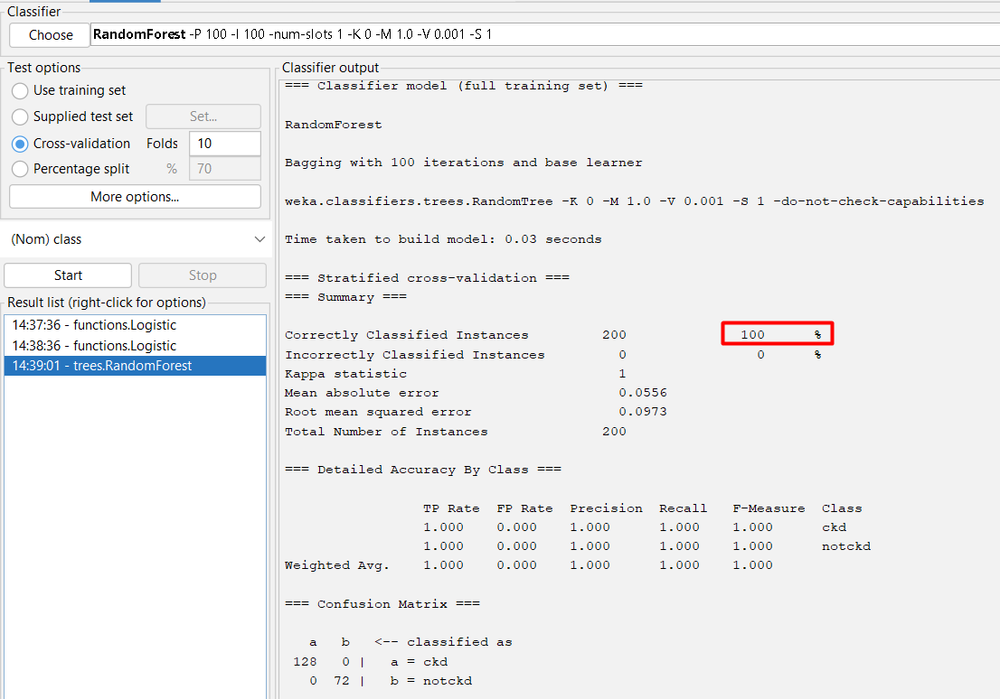 Classifier
Choose RandomForest -P 100 -I 100 -num-slots 1 -K 0 -M 1.0 -V 0.001 -S 1
Test options
Use training set
Supplied test set Set...
Cross-validation Folds 10
Percentage split % 70
More options...
(Nom) class
Start Stop
Result list (right-click for options)
14:37:36 - functions.Logistic
14:38:36 - functions.Logistic
14:39:01 - trees.RandomForest
Classifier output
=== Classifier model (full training set) ===
RandomForest
Bagging with 100 iterations and base learner
weka.classifiers.trees.RandomTree -K 0 -M 1.0 -V 0.001 -S 1 -do-not-check-capabilities
Time taken to build model: 0.03 seconds
=== Stratified cross-validation ===
=== Summary ===
Correctly Classified Instances 200 100 %
Incorrectly Classified Instances 0 0 %
Kappa statistic 1
Mean absolute error 0.0556
Root mean squared error 0.0973
Total Number of Instances 200
=== Detailed Accuracy By Class ===
TP Rate FP Rate Precision Recall F-Measure Class
1.000 0.000 1.000 1.000 1.000 ckd
1.000 0.000 1.000 1.000 1.000 notckd
Weighted Avg. 1.000 0.000 1.000 1.000 1.000
=== Confusion Matrix ===
a b <-- classified as
128 0 | a = ckd
0 72 | b = notckd